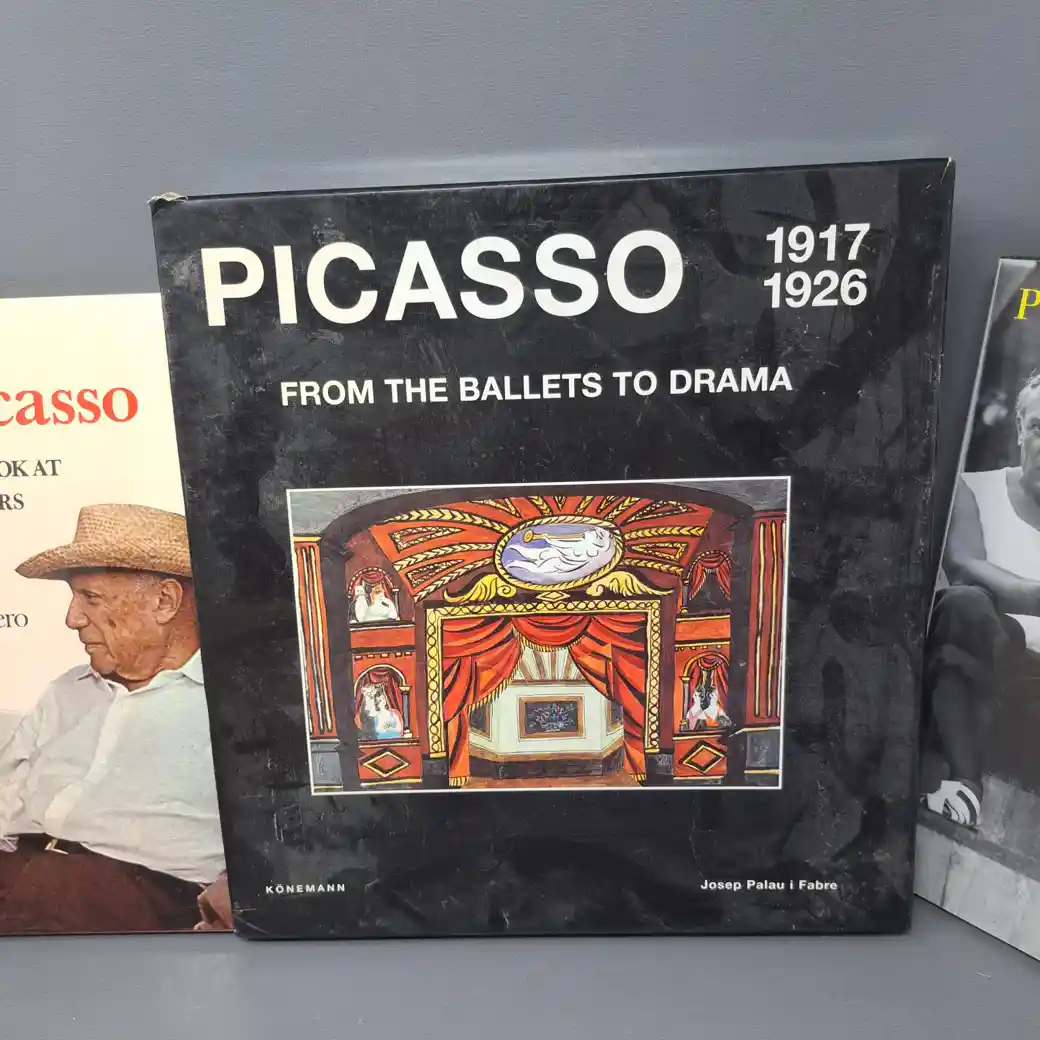 PICASSO
1917
1926
FROM THE BALLETS TO DRAMA
KÖNEMANN
Josep Palau i Fabre
casso
OK AT
RS
ero
P